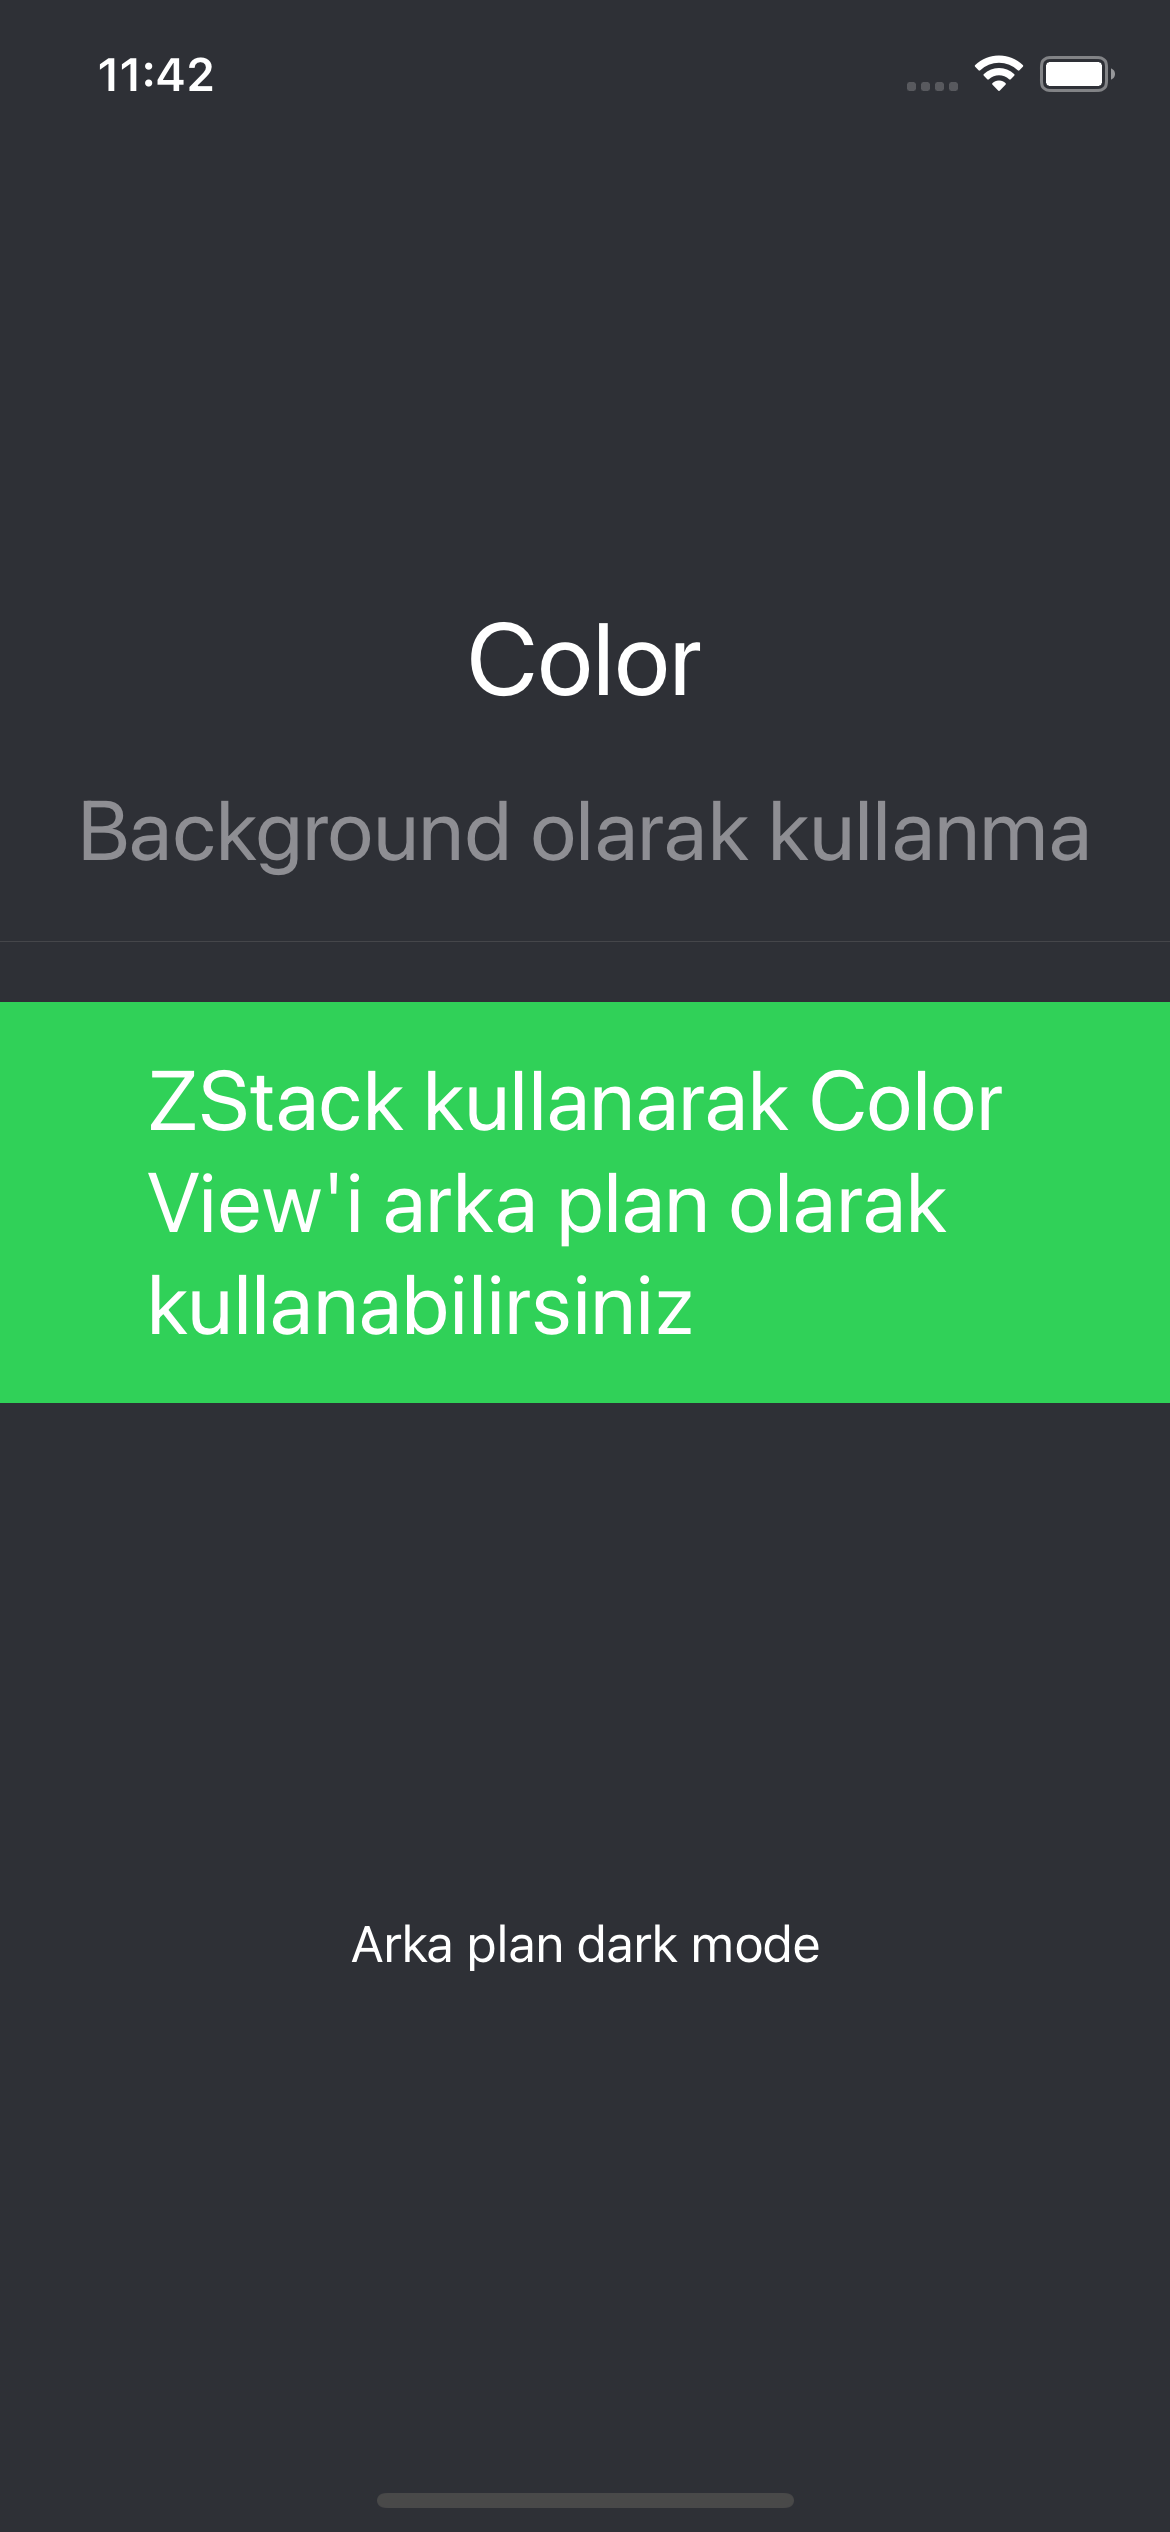 11:42
Color
Background olarak kullanma
ZStack kullanarak Color
View'i arka plan olarak
kullanabilirsiniz
Arka plan dark mode